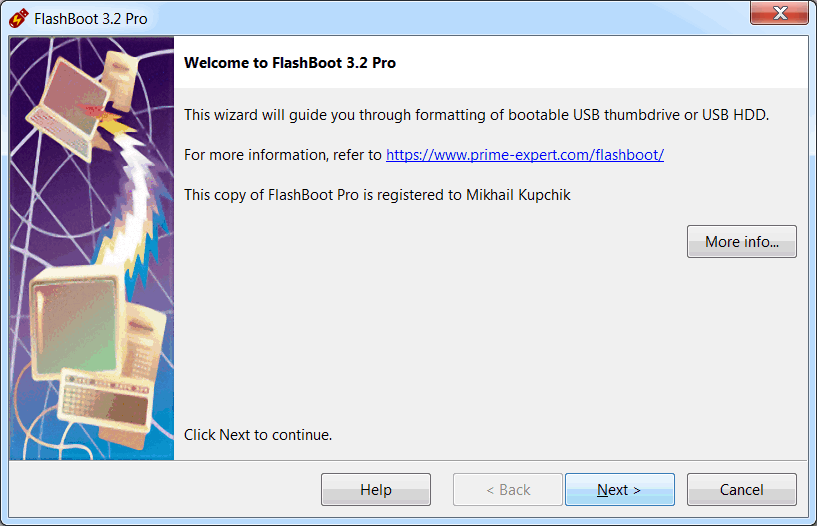 FlashBoot 3.2 Pro
Welcome to FlashBoot 3.2 Pro
This wizard will guide you through formatting of bootable USB thumbdrive or USB HDD.
For more information, refer to https://www.prime-expert.com/flashboot/
This copy of FlashBoot Pro is registered to Mikhail Kupchik
More info...
Click Next to continue.
Help < Back Next > Cancel